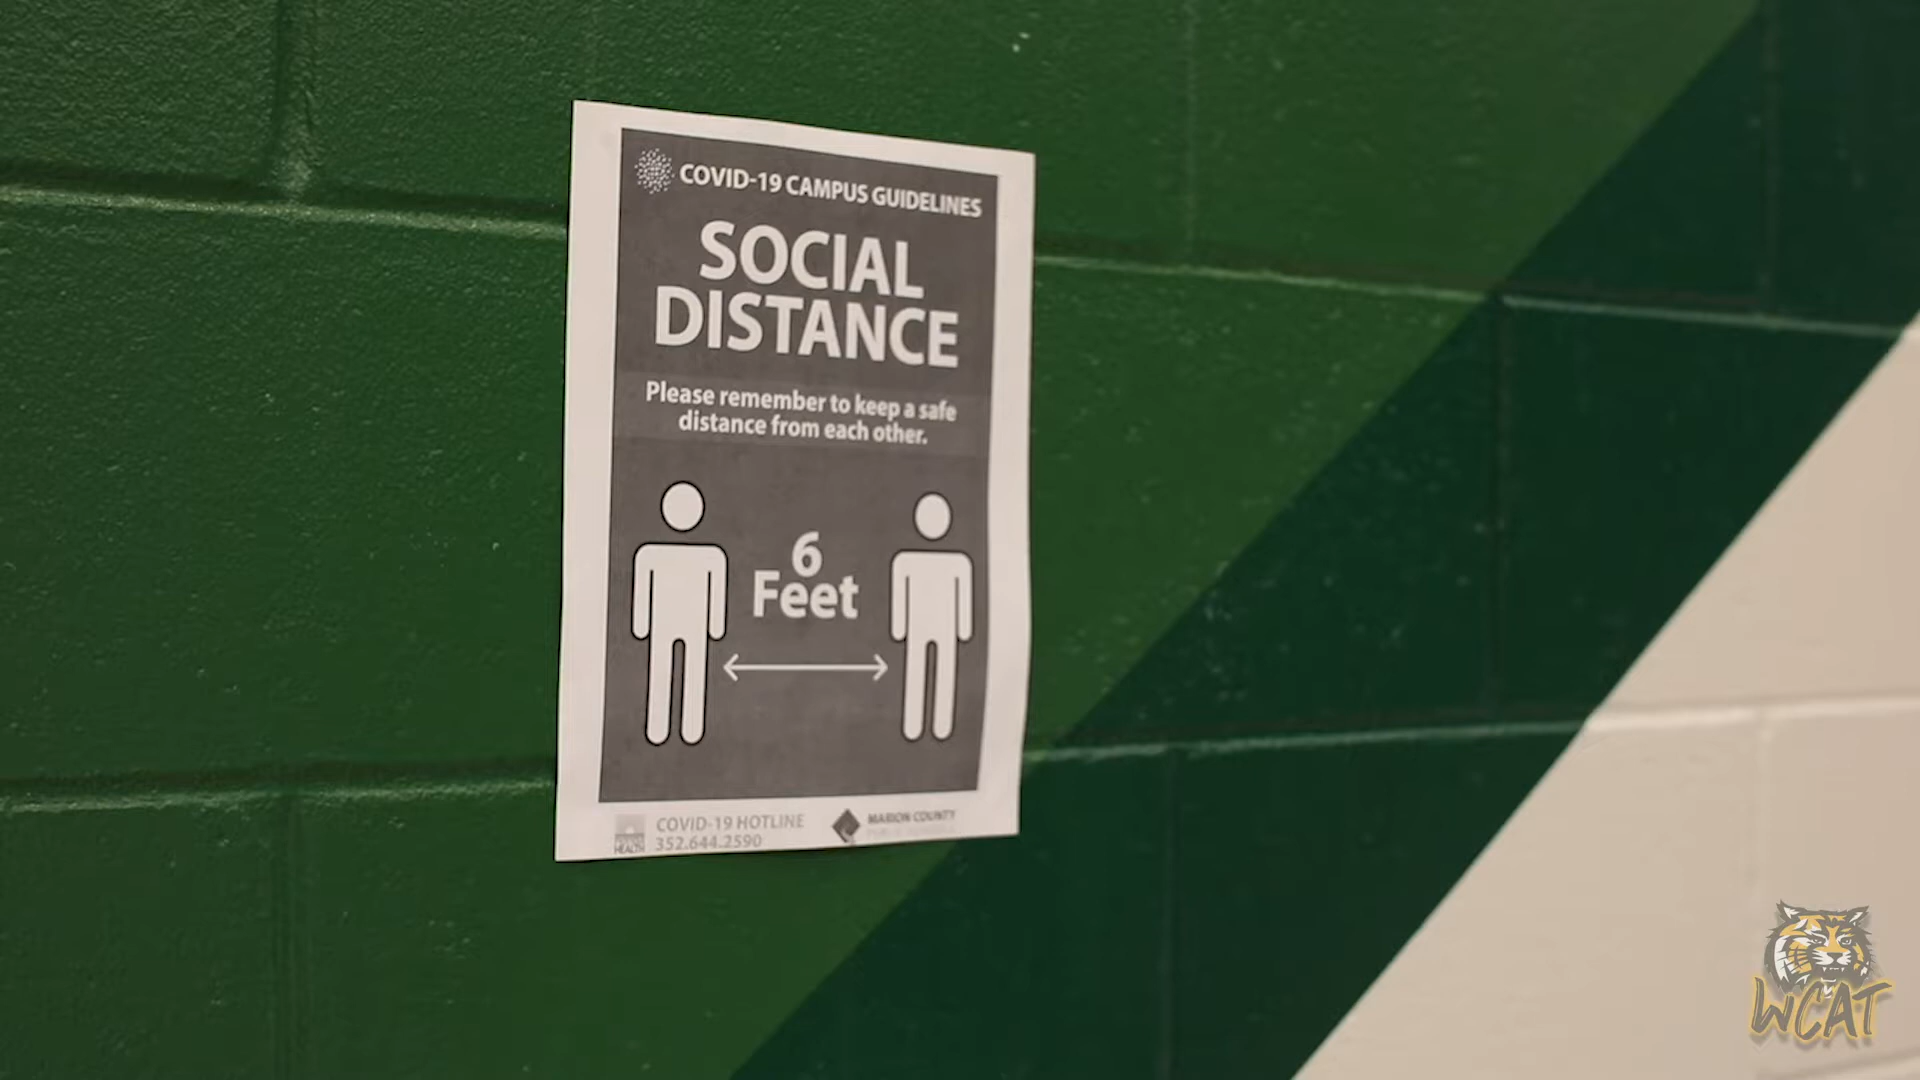 COVID-19 CAMPUS GUIDELINES
SOCIAL
DISTANCE
Please remember to keep a safe
distance from each other.
6
Feet
HEALTH
COVID-19 HOTLINE
352.644.2590
MARION COUNTY
WCAT